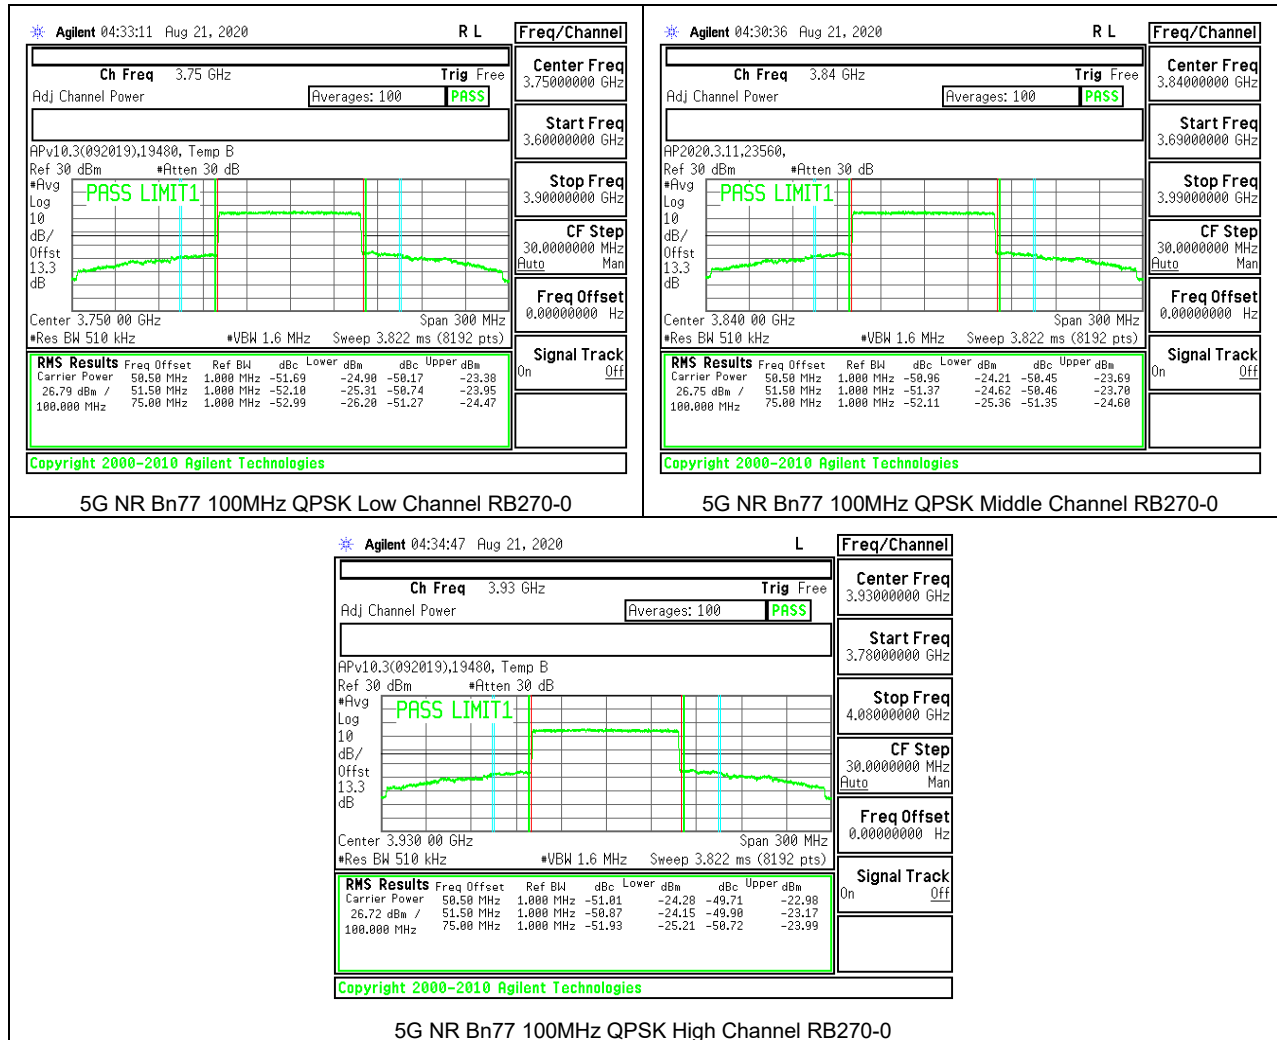 Agilent 04:33:11 Aug 21, 2020 R L Freq/Channel
Ch Freq 3.75 GHz Trig Free
Adj Channel Power Averages: 100 PASS
Center Freq
3.75000000 GHz
Start Freq
3.60000000 GHz
APv10.3(092019),19480, Temp B
Ref 30 dBm #Atten 30 dB
#Avg
Log
10
dB/
Offst
13.3
dB
PASS LIMIT1
Stop Freq
3.90000000 GHz
CF Step
30.0000000 MHz
Auto Man
Freq Offset
0.00000000 Hz
Center 3.750 00 GHz Span 300 MHz
#Res BW 510 kHz #VBW 1.6 MHz Sweep 3.822 ms (8192 pts)
Signal Track
On Off
RMS Results Freq Offset Ref BW dBc Lower dBm dBc Upper dBm
Carrier Power 50.50 MHz 1.000 MHz -51.69 -24.90 -50.17 -23.38
26.79 dBm / 51.50 MHz 1.000 MHz -52.10 -25.31 -50.74 -23.95
100.000 MHz 75.00 MHz 1.000 MHz -52.99 -26.20 -51.27 -24.47
Copyright 2000-2010 Agilent Technologies
5G NR Bn77 100MHz QPSK Low Channel RB270-0
Agilent 04:30:36 Aug 21, 2020 R L Freq/Channel
Ch Freq 3.84 GHz Trig Free
Adj Channel Power Averages: 100 PASS
Center Freq
3.84000000 GHz
Start Freq
3.69000000 GHz
AP2020.3.11,23560,
Ref 30 dBm #Atten 30 dB
#Avg
Log
10
dB/
Offst
13.3
dB
PASS LIMIT1
Stop Freq
3.99000000 GHz
CF Step
30.0000000 MHz
Auto Man
Freq Offset
0.00000000 Hz
Center 3.840 00 GHz Span 300 MHz
#Res BW 510 kHz #VBW 1.6 MHz Sweep 3.822 ms (8192 pts)
Signal Track
On Off
RMS Results Freq Offset Ref BW dBc Lower dBm dBc Upper dBm
Carrier Power 50.50 MHz 1.000 MHz -50.96 -24.21 -50.45 -23.69
26.75 dBm / 51.50 MHz 1.000 MHz -51.37 -24.62 -50.46 -23.70
100.000 MHz 75.00 MHz 1.000 MHz -52.11 -25.36 -51.35 -24.60
Copyright 2000-2010 Agilent Technologies
5G NR Bn77 100MHz QPSK Middle Channel RB270-0
Agilent 04:34:47 Aug 21, 2020 L Freq/Channel
Ch Freq 3.93 GHz Trig Free
Adj Channel Power Averages: 100 PASS
Center Freq
3.93000000 GHz
Start Freq
3.78000000 GHz
APv10.3(092019),19480, Temp B
Ref 30 dBm #Atten 30 dB
#Avg
Log
10
dB/
Offst
13.3
dB
PASS LIMIT1
Stop Freq
4.08000000 GHz
CF Step
30.0000000 MHz
Auto Man
Freq Offset
0.00000000 Hz
Center 3.930 00 GHz Span 300 MHz
#Res BW 510 kHz #VBW 1.6 MHz Sweep 3.822 ms (8192 pts)
Signal Track
On Off
RMS Results Freq Offset Ref BW dBc Lower dBm dBc Upper dBm
Carrier Power 50.50 MHz 1.000 MHz -51.01 -24.28 -49.71 -22.98
26.72 dBm / 51.50 MHz 1.000 MHz -50.87 -24.15 -49.90 -23.17
100.000 MHz 75.00 MHz 1.000 MHz -51.93 -25.21 -50.72 -23.99
Copyright 2000-2010 Agilent Technologies
5G NR Bn77 100MHz QPSK High Channel RB270-0